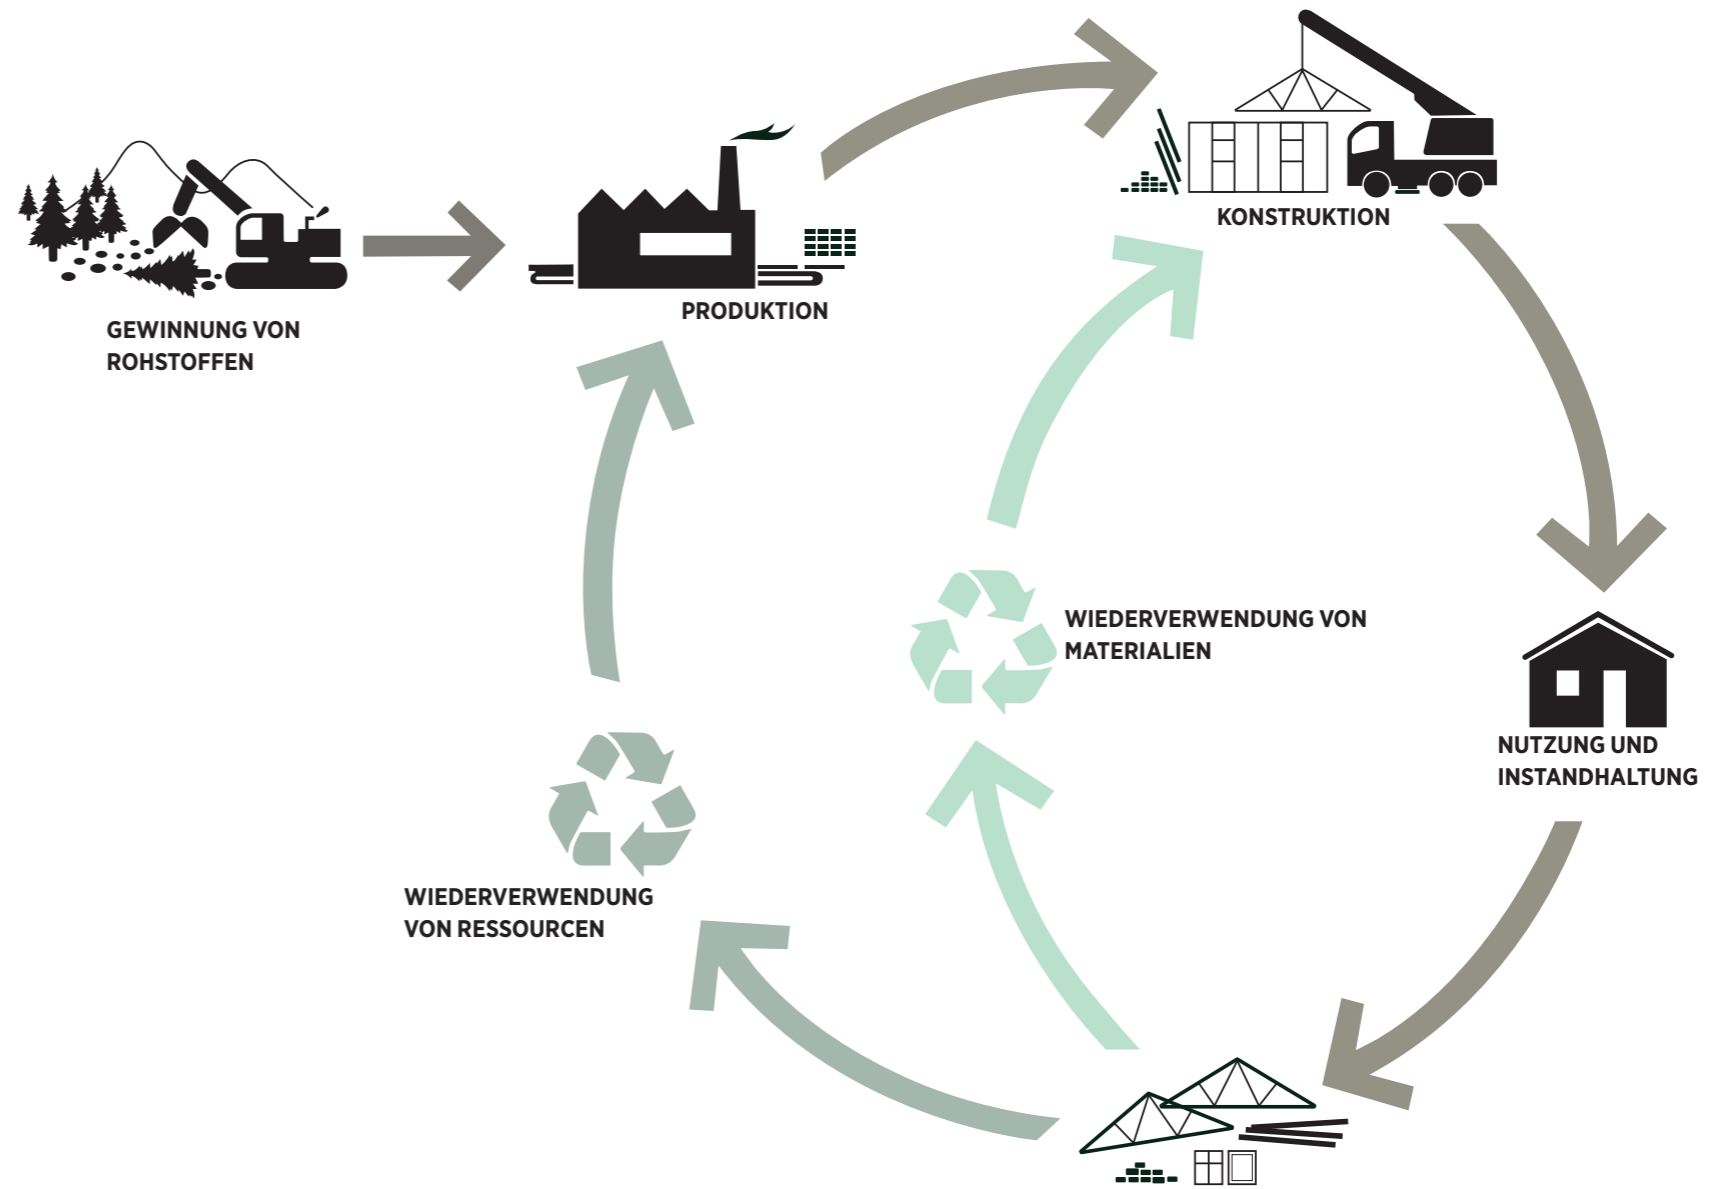 GEWINNUNG VON
ROHSTOFFEN
PRODUKTION
KONSTRUKTION
WIEDERVERWENDUNG VON
MATERIALIEN
NUTZUNG UND
INSTANDHALTUNG
WIEDERVERWENDUNG
VON RESSOURCEN